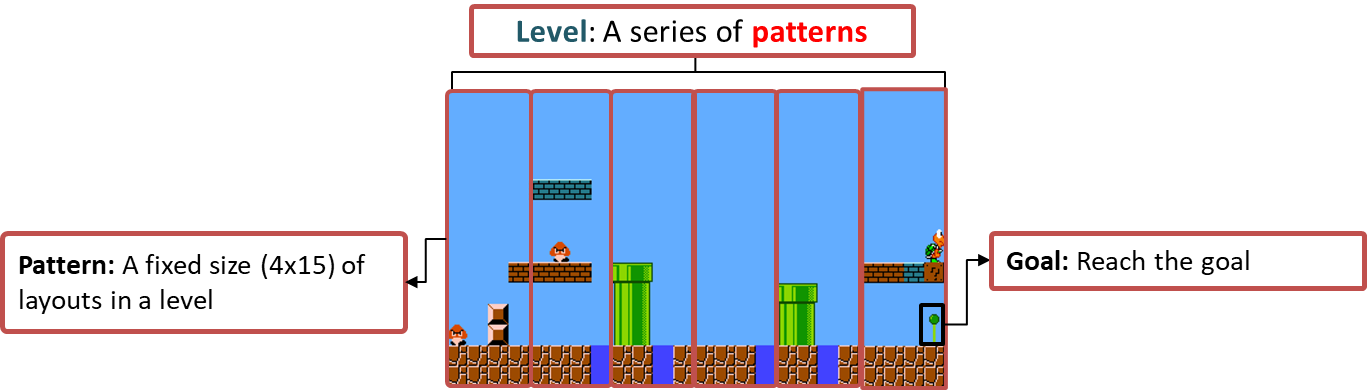 Level: A series of patterns
Pattern: A fixed size (4x15) of
layouts in a level
Goal: Reach the goal
?